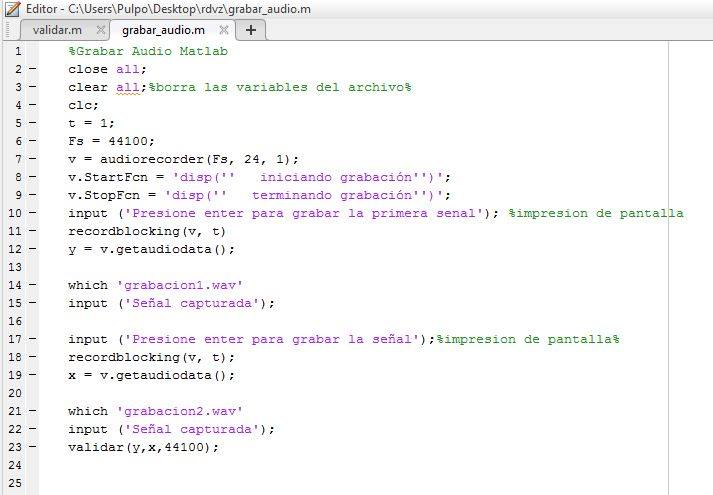 Editor - C:\Users\Pulpo\Desktop\rdvz\grabar_audio.m
validar.m × grabar_audio.m × +
1 %Grabar Audio Matlab
2 – close all;
3 – clear all;%borra las variables del archivo%
4 – clc;
5 – t = 1;
6 – Fs = 44100;
7 – v = audiorecorder(Fs, 24, 1);
8 – v.StartFcn = 'disp(''   iniciando grabación'')';
9 – v.StopFcn = 'disp(''   terminando grabación'')';
10 – input ('Presione enter para grabar la primera senal'); %impresion de pantalla
11 – recordblocking(v, t)
12 – y = v.getaudiodata();
13
14 – which 'grabacion1.wav'
15 – input ('Señal capturada');
16
17 – input ('Presione enter para grabar la señal');%impresion de pantalla%
18 – recordblocking(v, t);
19 – x = v.getaudiodata();
20
21 – which 'grabacion2.wav'
22 – input ('Señal capturada');
23 – validar(y,x,44100);
24
25